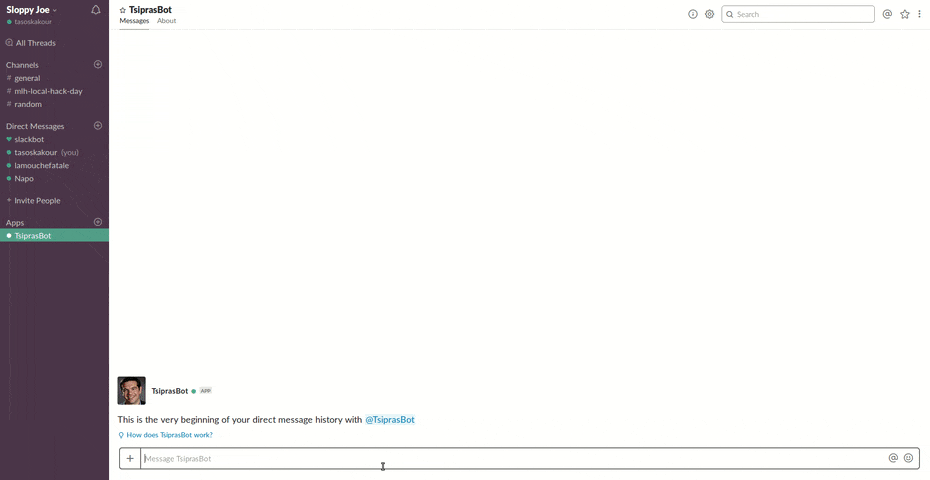 Sloppy Joe
tasoskakour
All Threads
Channels
# general
# mlh-local-hack-day
# random
Direct Messages
slackbot
tasoskakour (you)
lamouchefatale
Napo
+ Invite People
Apps
TsiprasBot
TsiprasBot
Messages About
Search
TsiprasBot APP
This is the very beginning of your direct message history with @TsiprasBot
How does TsiprasBot work?
Message TsiprasBot